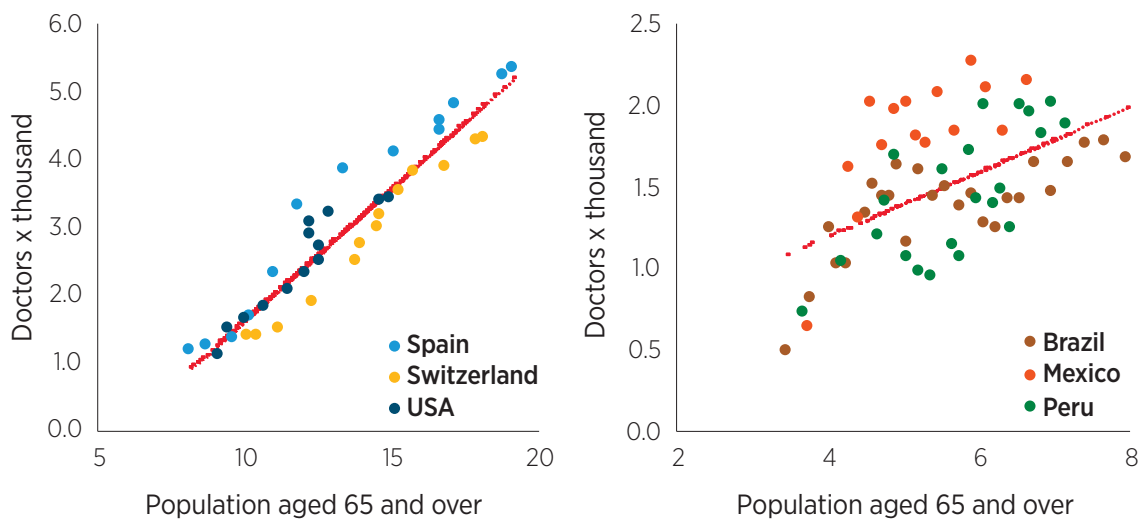 6.0
5.0
4.0
3.0
2.0
1.0
0.0
Doctors x thousand
Spain
Switzerland
USA
5
10
15
20
Population aged 65 and over
2.5
2.0
1.5
1.0
0.5
0.0
Doctors x thousand
Brazil
Mexico
Peru
2
4
6
8
Population aged 65 and over